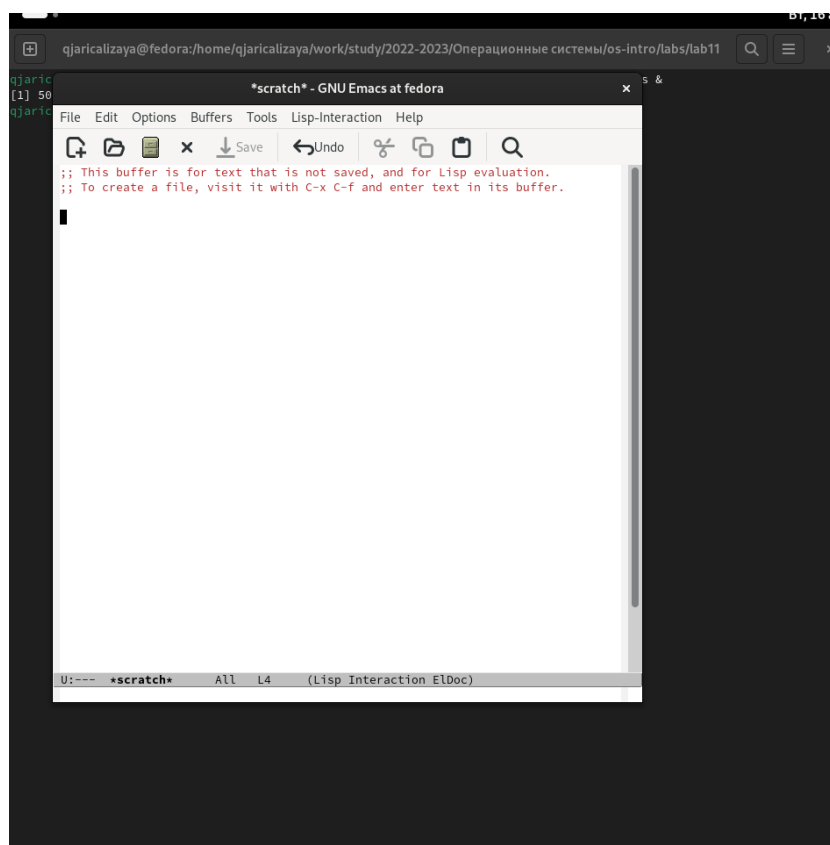 Вт, 16
qjaricalizaya@fedora:/home/qjaricalizaya/work/study/2022-2023/Операционные системы/os-intro/labs/lab11
qjaric s &
[1] 50
qjaric
*scratch* - GNU Emacs at fedora
File Edit Options Buffers Tools Lisp-Interaction Help
Save Undo
;; This buffer is for text that is not saved, and for Lisp evaluation.
;; To create a file, visit it with C-x C-f and enter text in its buffer.
U:--- *scratch* All L4 (Lisp Interaction ElDoc)